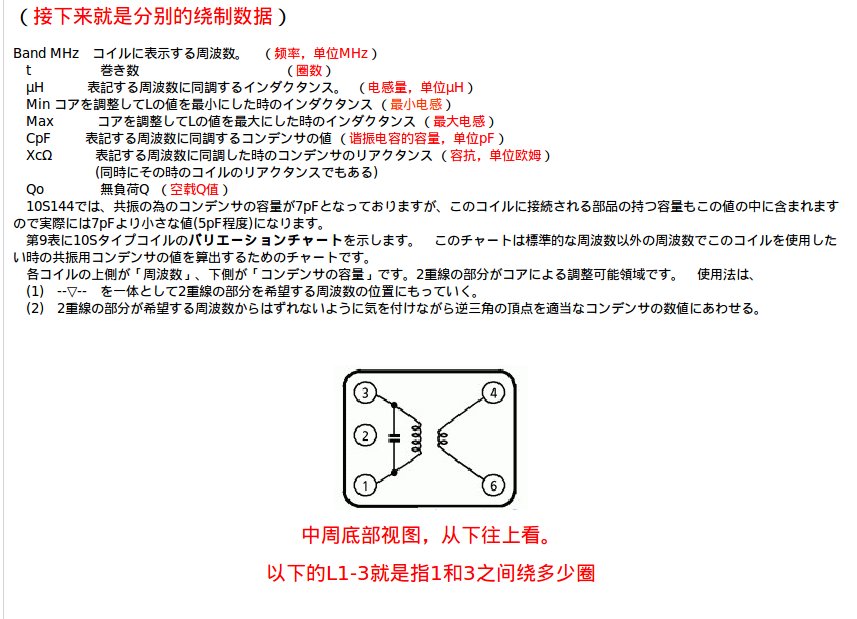 （接下来就是分别的绕制数据）
Band MHz　コイルに表示する周波数。　（频率，单位MHz）
t　巻き数　（圈数）
μH　表記する周波数に同調するインダクタンス。　（电感量，单位μH）
Min コアを調整してLの値を最小にした時のインダクタンス（最小电感）
Max　コアを調整してLの値を最大にした時のインダクタンス（最大电感）
CpF　表記する周波数に同調するコンデンサの値（谐振电容的容量，单位pF）
XcΩ　表記する周波数に同調した時のコンデンサのリアクタンス（容抗，单位欧姆）
(同時にその時のコイルのリアクタンスでもある)
Qo　無負荷Q　（空载Q值）
10S144では、共振の為のコンデンサの容量が7pFとなっておりますが、このコイルに接続される部品の持つ容量もこの値の中に含まれます
ので実際には7pFより小さな値(5pF程度)になります。
第9表に10Sタイプコイルのバリエーションチャートを示します。　このチャートは標準的な周波数以外の周波数でこのコイルを使用した
い時の共振用コンデンサの値を算出するためのチャートです。
各コイルの上側が「周波数」、下側が「コンデンサの容量」です。2重線の部分がコアによる調整可能領域です。　使用法は、
(1)　--▽--　を一体として2重線の部分を希望する周波数の位置にもっていく。
(2)　2重線の部分が希望する周波数からはずれないように気を付けながら逆三角の頂点を適当なコンデンサの数値にあわせる。
3 4
2
1 6
中周底部视图，从下往上看。
以下的L1-3就是指1和3之间绕多少圈